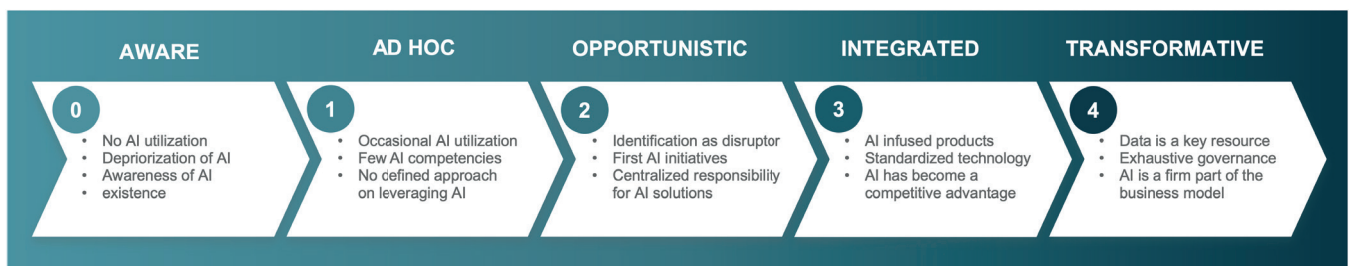 AWARE
AD HOC
OPPORTUNISTIC
INTEGRATED
TRANSFORMATIVE
0
• No AI utilization
• Depriorization of AI
• Awareness of AI
• existence
1
• Occasional AI utilization
• Few AI competencies
• No defined approach
on leveraging AI
2
• Identification as disruptor
• First AI initiatives
• Centralized responsibility
for AI solutions
3
• AI infused products
• Standardized technology
• AI has become a
competitive advantage
4
• Data is a key resource
• Exhaustive governance
• AI is a firm part of the
business model